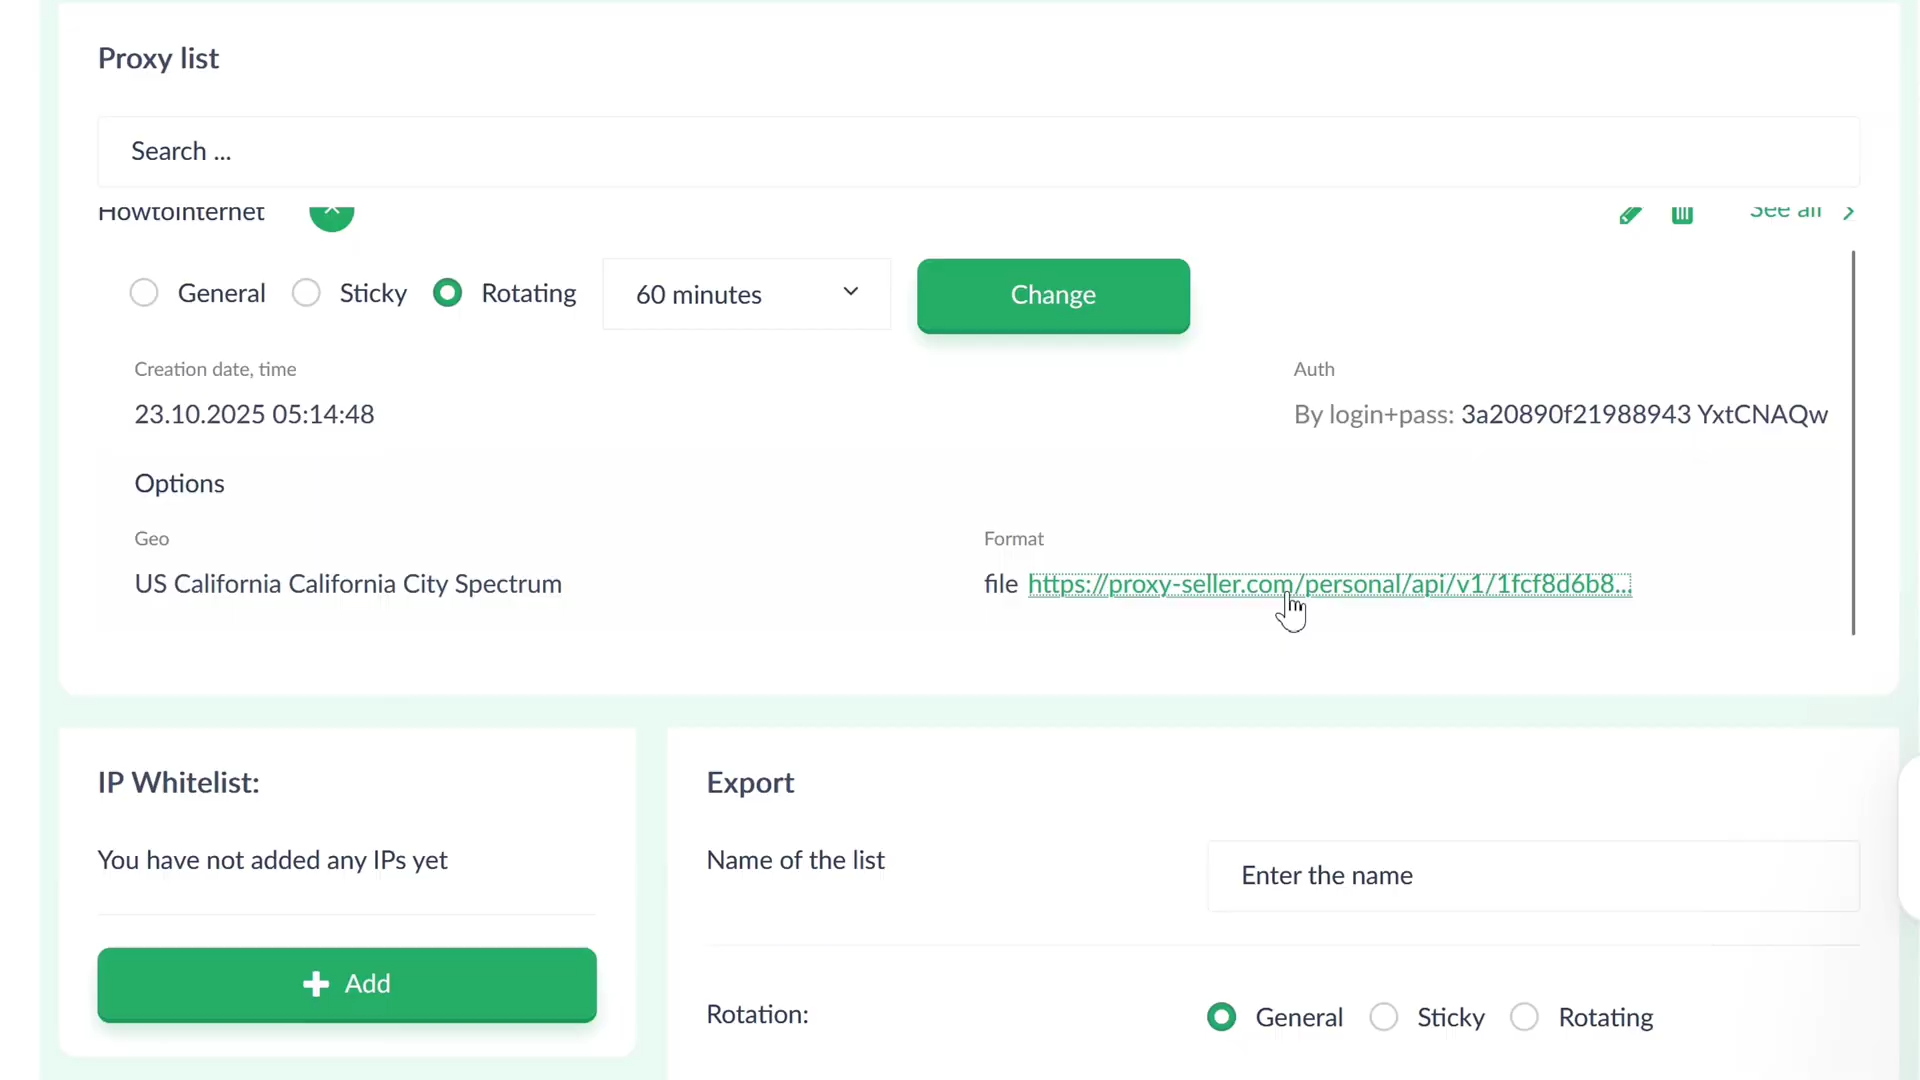 Proxy list
Search ...
Howtointernet
See all
General Sticky Rotating 60 minutes Change
Creation date, time Auth
23.10.2025 05:14:48 By login+pass: 3a20890f21988943 YxtCNAQw
Options
Geo Format
US California California City Spectrum file https://proxy-seller.com/personal/api/v1/1fcf8d6b8...
IP Whitelist: Export
You have not added any IPs yet Name of the list Enter the name
Add
Rotation: General Sticky Rotating